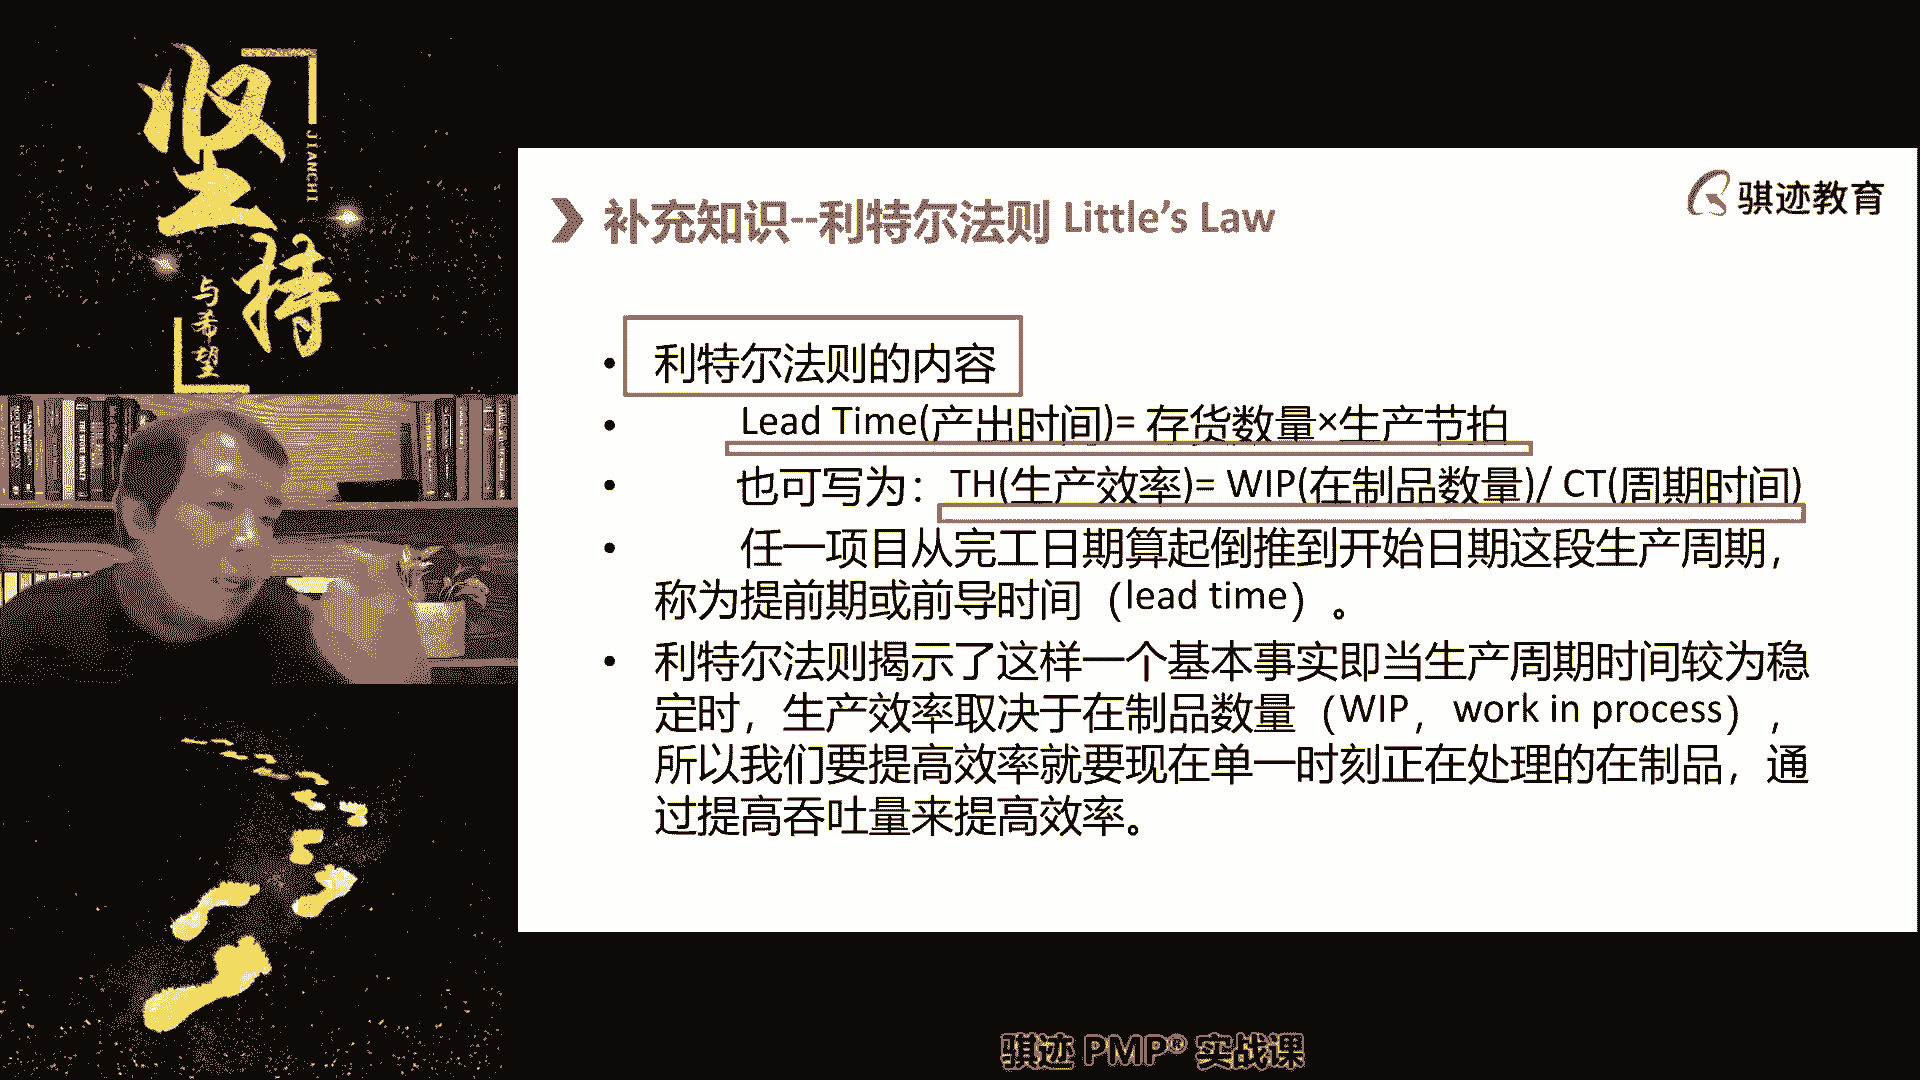 坚持
JIANCHI
与希望
骐迹教育
补充知识--利特尔法则 Little's Law
• 利特尔法则的内容
• Lead Time(产出时间)= 存货数量×生产节拍
• 也可写为：TH(生产效率)= WIP(在制品数量)/ CT(周期时间)
• 任一项目从完工日期算起倒推到开始日期这段生产周期，
称为提前期或前导时间（lead time）。
• 利特尔法则揭示了这样一个基本事实即当生产周期时间较为稳
定时，生产效率取决于在制品数量（WIP，work in process），
所以我们要提高效率就要现在单一时刻正在处理的在制品，通
过提高吞吐量来提高效率。
骐迹 PMP® 实战课